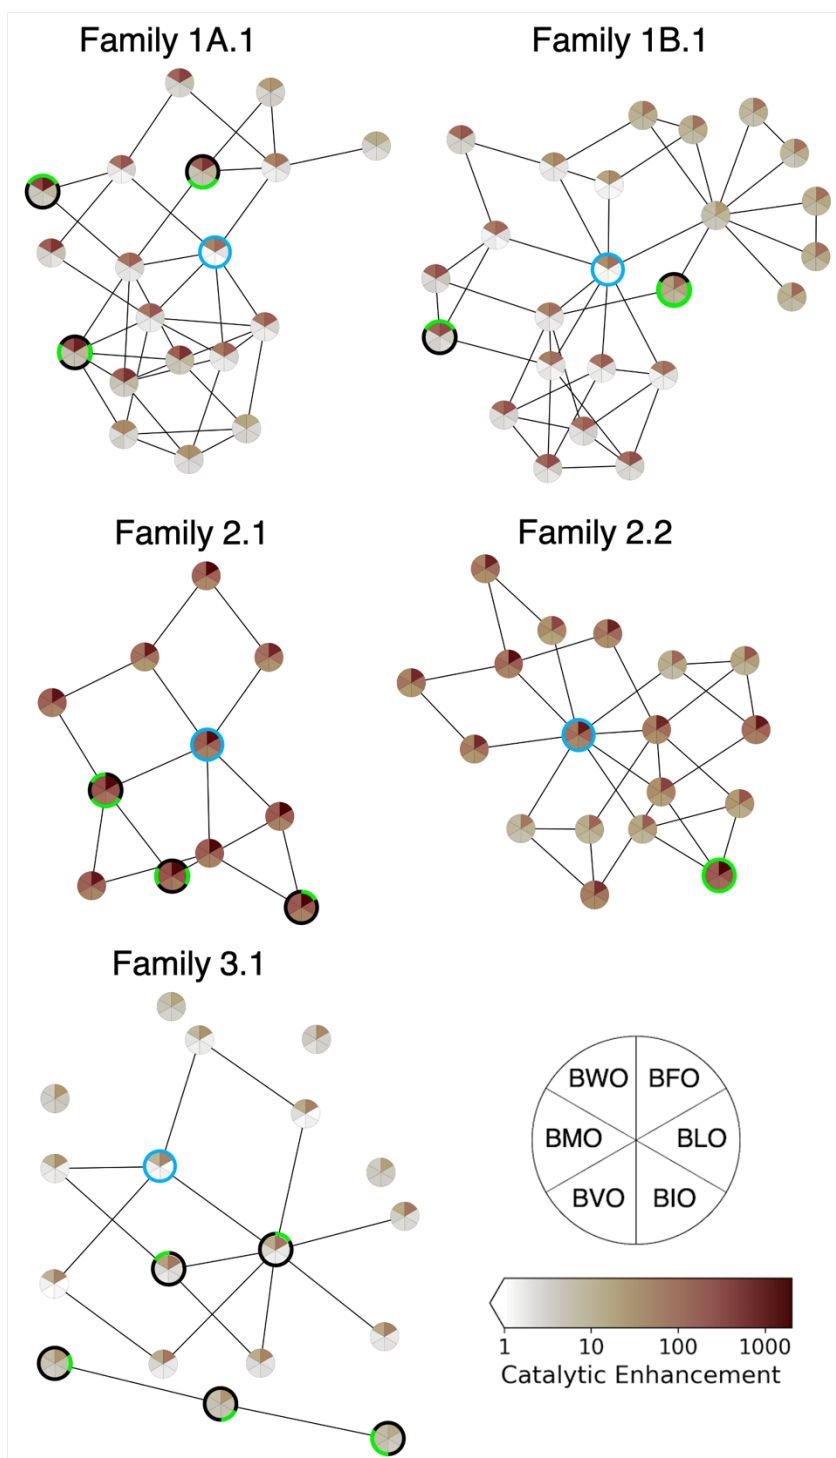 Family 1A.1
Family 1B.1
Family 2.1
Family 2.2
Family 3.1
BWO BFO
BMO BLO
BVO BIO
1 10 100 1000
Catalytic Enhancement